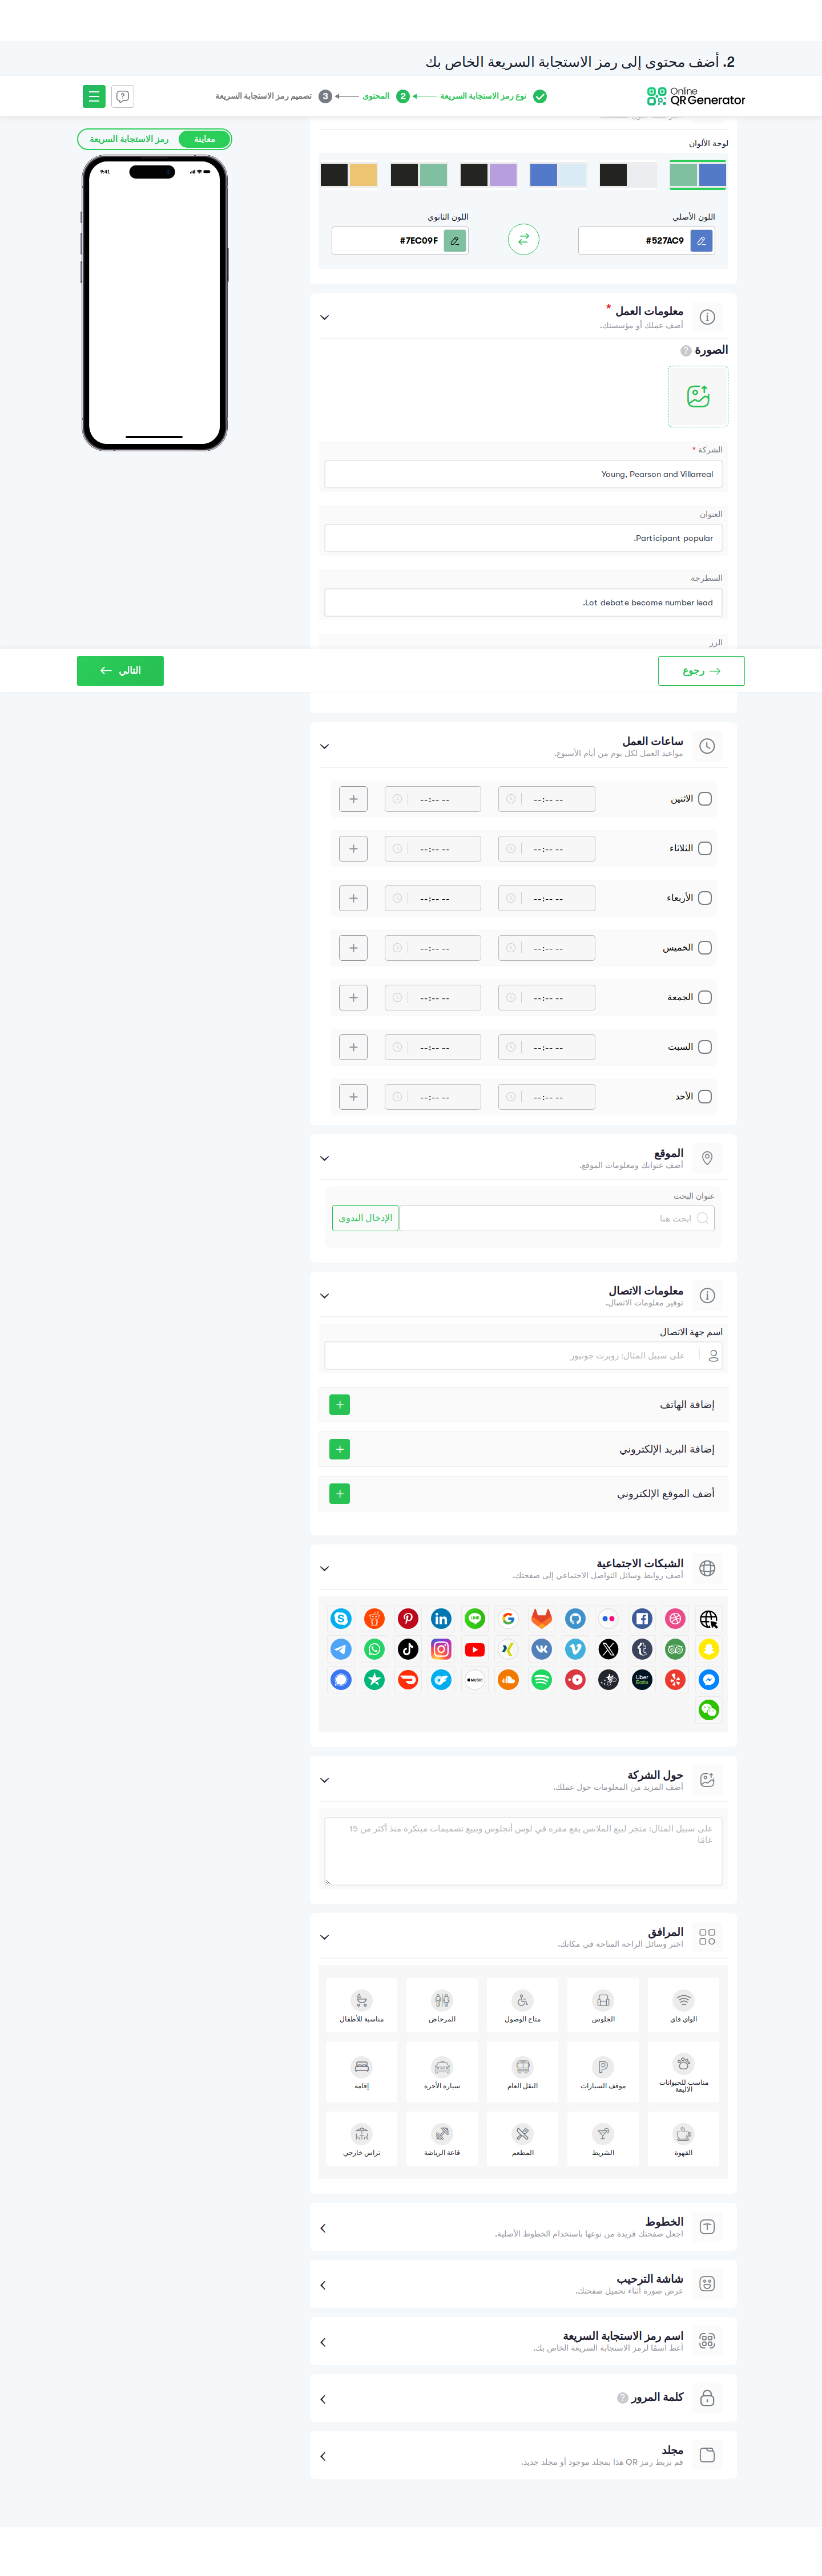 2. أضف محتوى إلى رمز الاستجابة السريعة الخاص بك
Online
QR Generator
نوع رمز الاستجابة السريعة
2 المحتوى
3 تصميم رمز الاستجابة السريعة
معاينة
رمز الاستجابة السريعة
9:41
لوحة الألوان
اللون الأصلي
اللون الثانوي
#527AC9
#7EC09F
معلومات العمل *
أضف عملك أو مؤسستك.
الصورة ?
الشركة *
Young, Pearson and Villarreal
العنوان
Participant popular.
السطرجة
Lot debate become number lead.
الزر
رجوع
التالي
ساعات العمل
مواعيد العمل لكل يوم من أيام الأسبوع.
الاثنين
--:-- --
--:-- --
الثلاثاء
--:-- --
--:-- --
الأربعاء
--:-- --
--:-- --
الخميس
--:-- --
--:-- --
الجمعة
--:-- --
--:-- --
السبت
--:-- --
--:-- --
الأحد
--:-- --
--:-- --
الموقع
أضف عنوانك ومعلومات الموقع.
عنوان البحث
ابحث هنا
الإدخال اليدوي
معلومات الاتصال
توفير معلومات الاتصال.
اسم جهة الاتصال
على سبيل المثال: روبرت جونيور
إضافة الهاتف
إضافة البريد الإلكتروني
أضف الموقع الإلكتروني
الشبكات الاجتماعية
أضف روابط وسائل التواصل الاجتماعي إلى صفحتك.
حول الشركة
أضف المزيد من المعلومات حول عملك.
على سبيل المثال: متجر لبيع الملابس يقع مقره في لوس أنجلوس ويبيع تصميمات مبتكرة منذ أكثر من 15
عامًا
المرافق
اختر وسائل الراحة المتاحة في مكانك.
الواي فاي
الجلوس
متاح الوصول
المرحاض
مناسبة للأطفال
مناسب للحيوانات
الاليفة
موقف السيارات
النقل العام
سيارة الأجرة
إقامة
القهوة
الشريط
المطعم
قاعة الرياضة
تراس خارجي
الخطوط
اجعل صفحتك فريدة من نوعها باستخدام الخطوط الأصلية.
شاشة الترحيب
عرض صورة أثناء تحميل صفحتك.
اسم رمز الاستجابة السريعة
أعط اسمًا لرمز الاستجابة السريعة الخاص بك.
كلمة المرور ?
مجلد
قم بربط رمز QR هذا بمجلد موجود أو مجلد جديد.